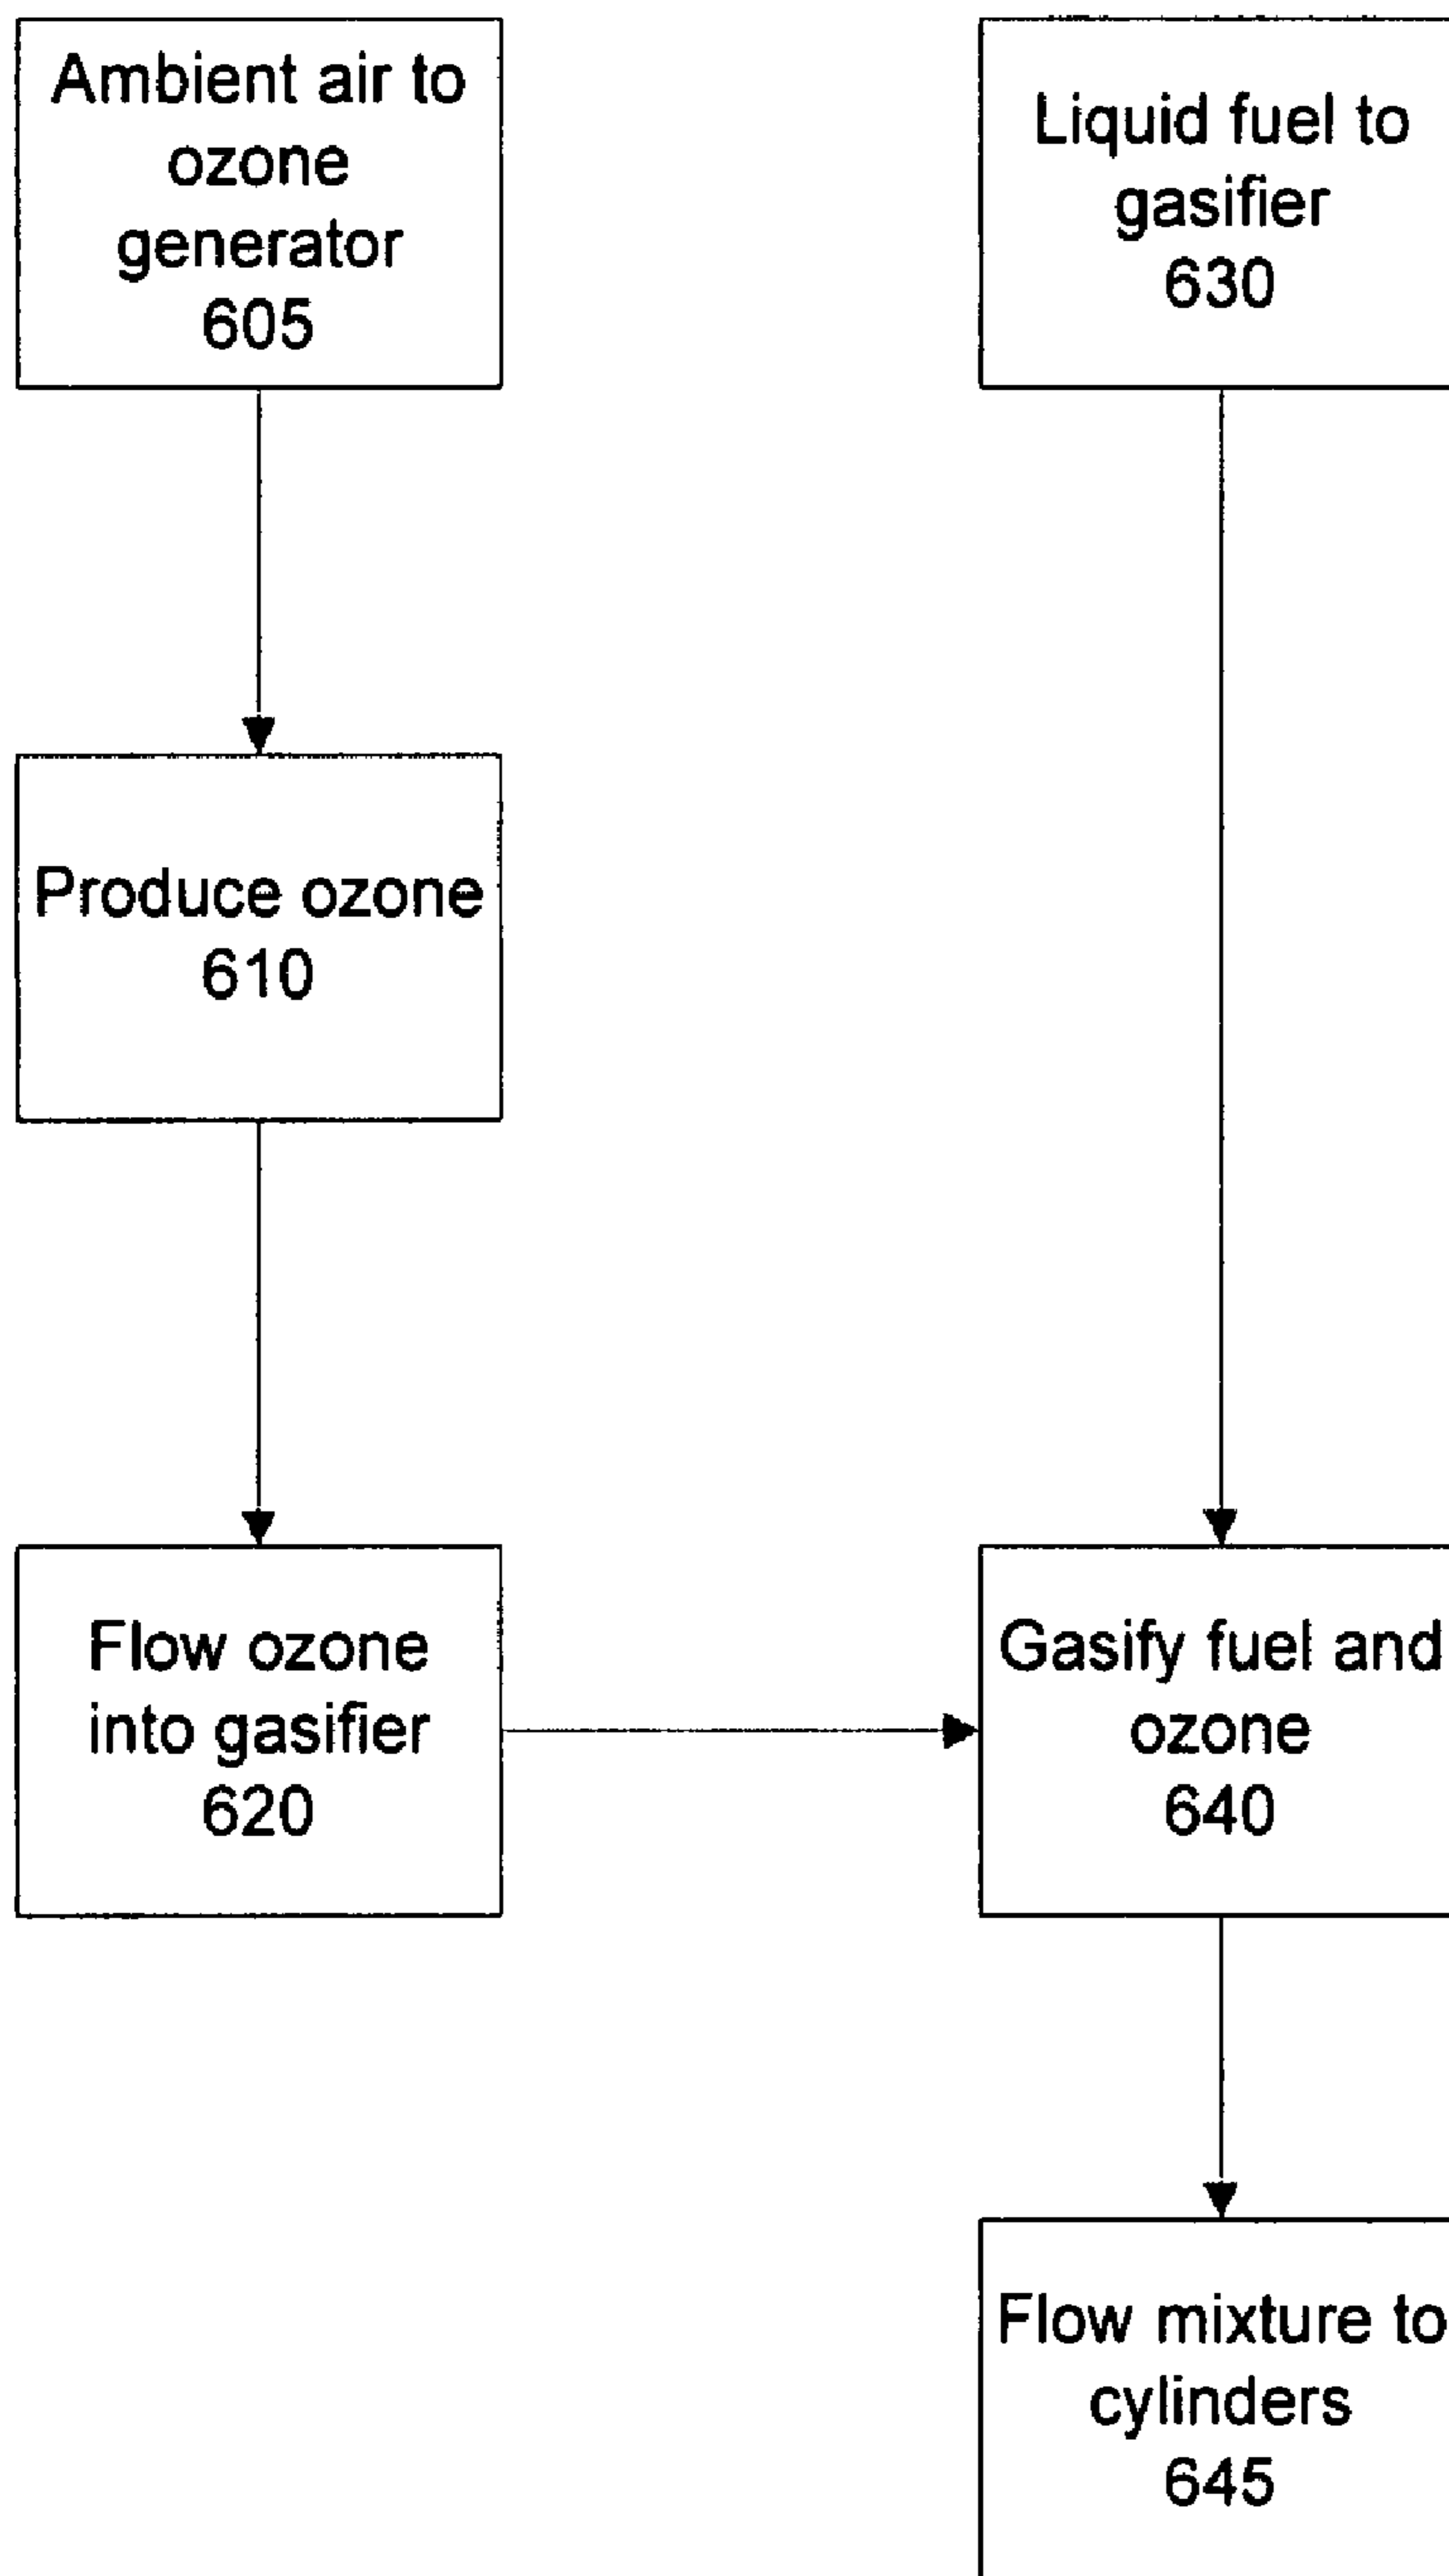 Ambient air to
ozone
generator
605
Liquid fuel to
gasifier
630
Produce ozone
610
Flow ozone
into gasifier
620
Gasify fuel and
ozone
640
Flow mixture to
cylinders
645